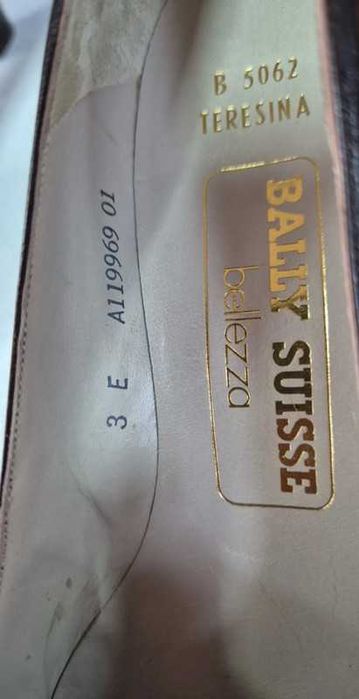 B 5062
TERESINA
BALLY SUISSE
bellezza
3 E A119969 01